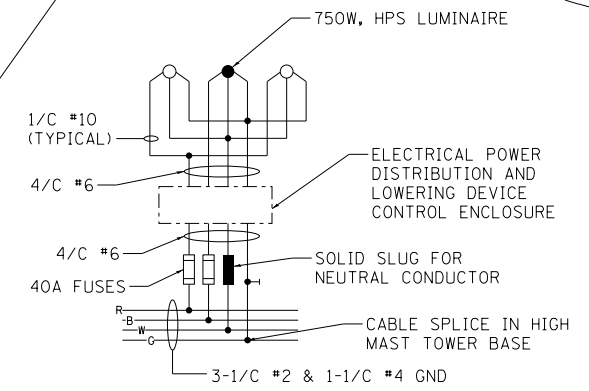 750W, HPS LUMINAIRE
1/C #10
(TYPICAL)
ELECTRICAL POWER
DISTRIBUTION AND
LOWERING DEVICE
CONTROL ENCLOSURE
4/C #6
4/C #6
SOLID SLUG FOR
NEUTRAL CONDUCTOR
40A FUSES
R
B
W
G
CABLE SPLICE IN HIGH
MAST TOWER BASE
3-1/C #2 & 1-1/C #4 GND